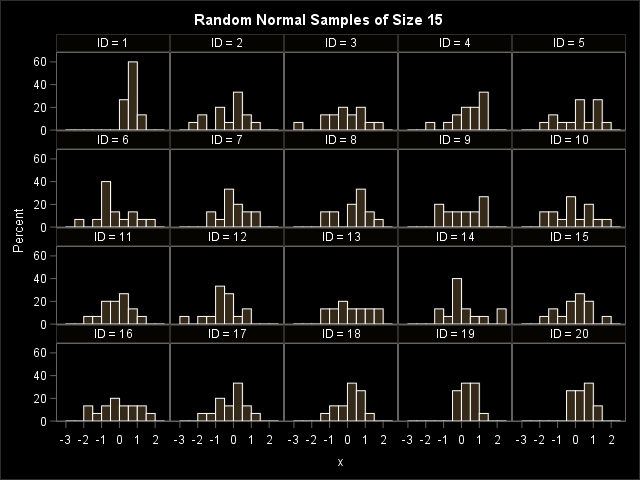 Random Normal Samples of Size 15
ID = 1 ID = 2 ID = 3 ID = 4 ID = 5
60
40
20
0
ID = 6 ID = 7 ID = 8 ID = 9 ID = 10
60
40
20
0
ID = 11 ID = 12 ID = 13 ID = 14 ID = 15
60
40
20
0
ID = 16 ID = 17 ID = 18 ID = 19 ID = 20
60
40
20
0
Percent
-3 -2 -1 0 1 2 -3 -2 -1 0 1 2 -3 -2 -1 0 1 2 -3 -2 -1 0 1 2 -3 -2 -1 0 1 2
x